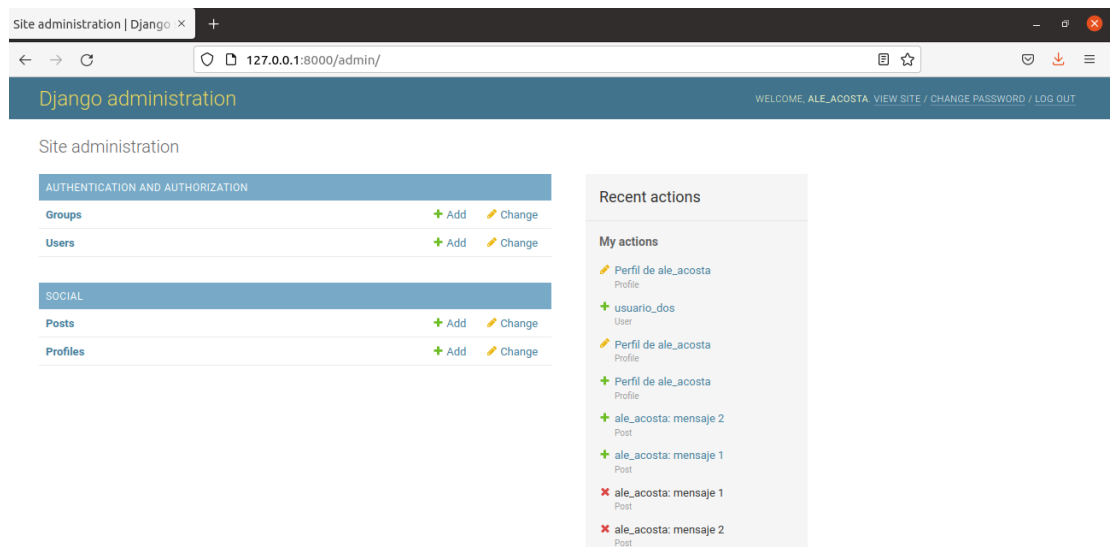 Site administration | Django
127.0.0.1:8000/admin/
Django administration
WELCOME, ALE_ACOSTA. VIEW SITE / CHANGE PASSWORD / LOG OUT
Site administration
AUTHENTICATION AND AUTHORIZATION
Groups + Add Change
Users + Add Change
SOCIAL
Posts + Add Change
Profiles + Add Change
Recent actions
My actions
Perfil de ale_acosta
Profile
+ usuario_dos
User
Perfil de ale_acosta
Profile
+ Perfil de ale_acosta
Profile
+ ale_acosta: mensaje 2
Post
+ ale_acosta: mensaje 1
Post
ale_acosta: mensaje 1
Post
ale_acosta: mensaje 2
Post